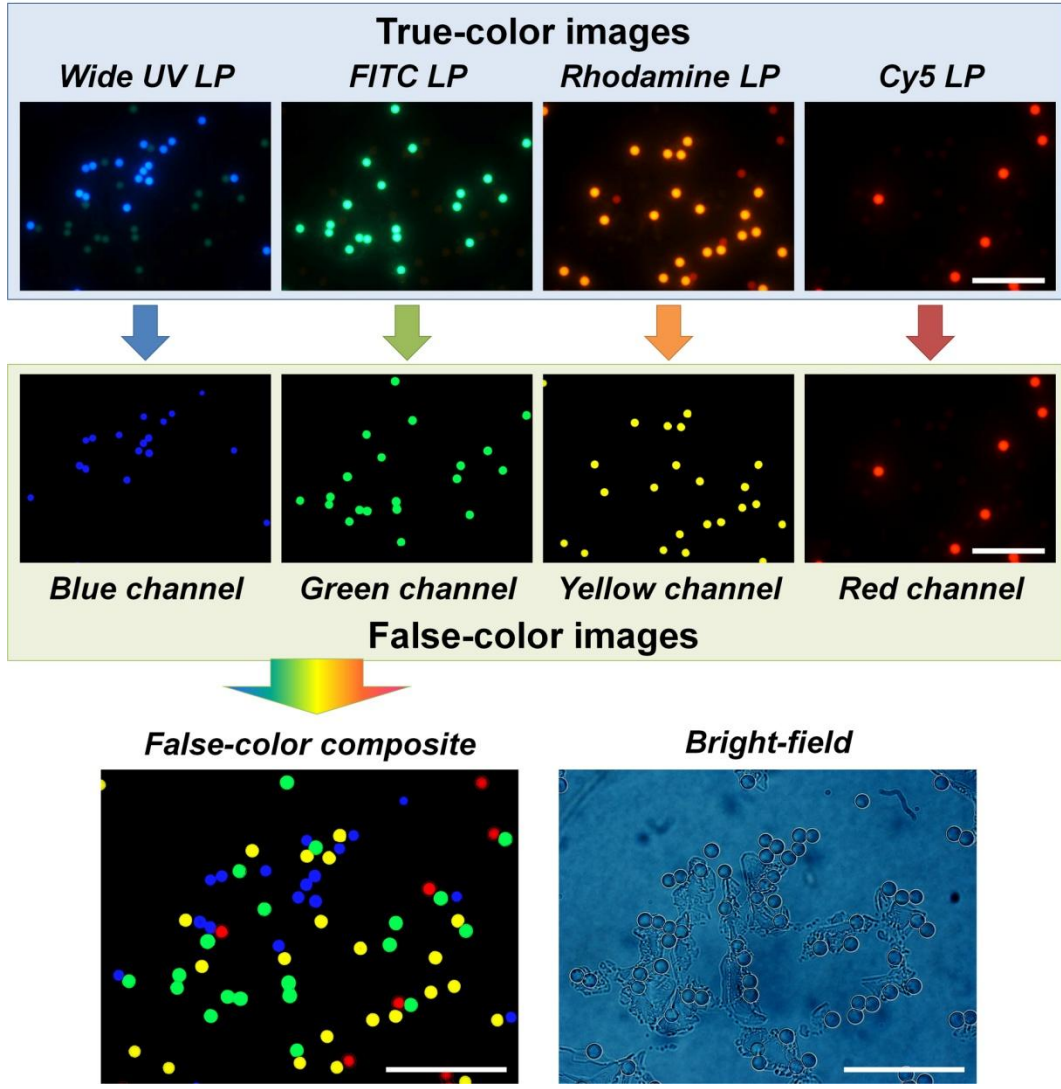 True-color images
Wide UV LP
FITC LP
Rhodamine LP
Cy5 LP
Blue channel
Green channel
Yellow channel
Red channel
False-color images
False-color composite
Bright-field